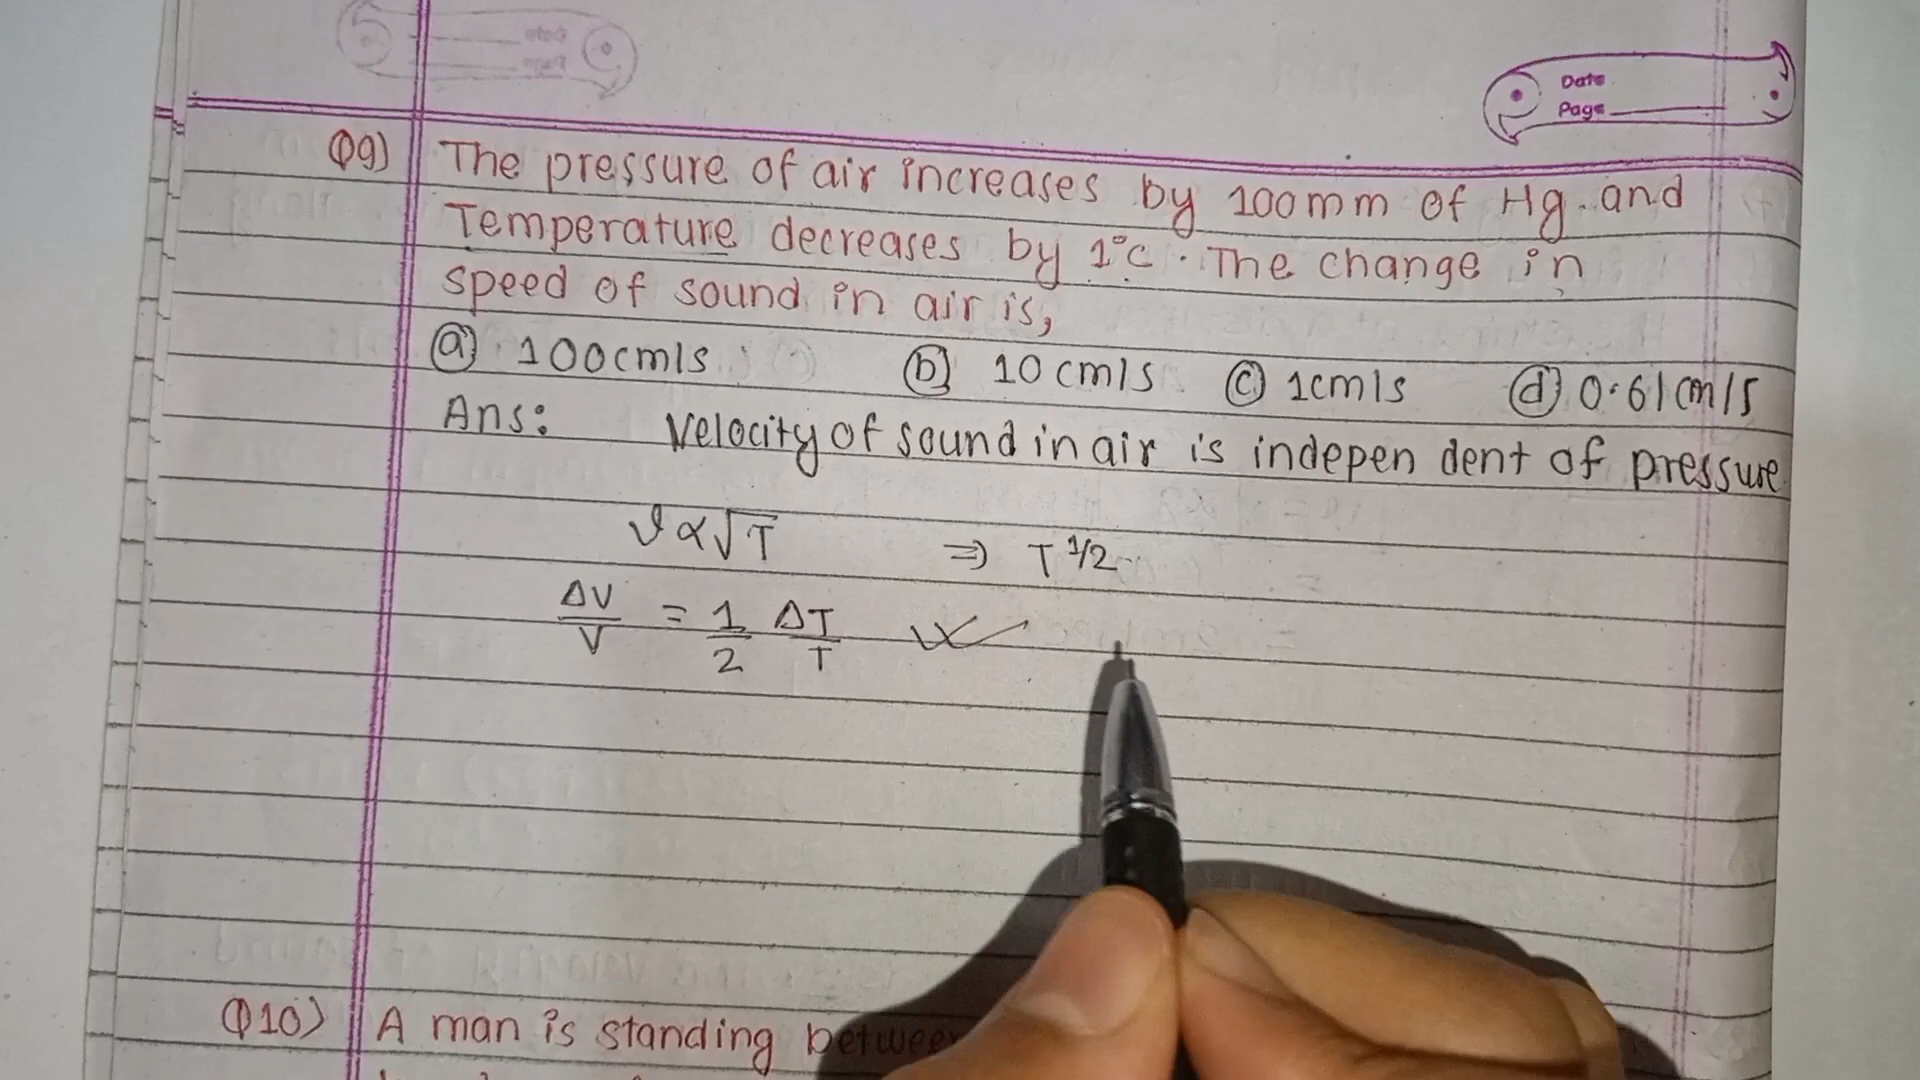 Date
Page
Q9) The pressure of air increases by 100mm of Hg and
Temperature decreases by 1°C. The change in
speed of sound in air is,
ⓐ 100cm/s ⓑ 10cm/s ⓒ 1cm/s ⓓ 0.61cm/s
Ans: Velocity of sound in air is indepen dent of pressure
v ∝ √T ⇒ T^1/2
ΔV/V = 1/2 ΔT/T
Q10) A man is standing between